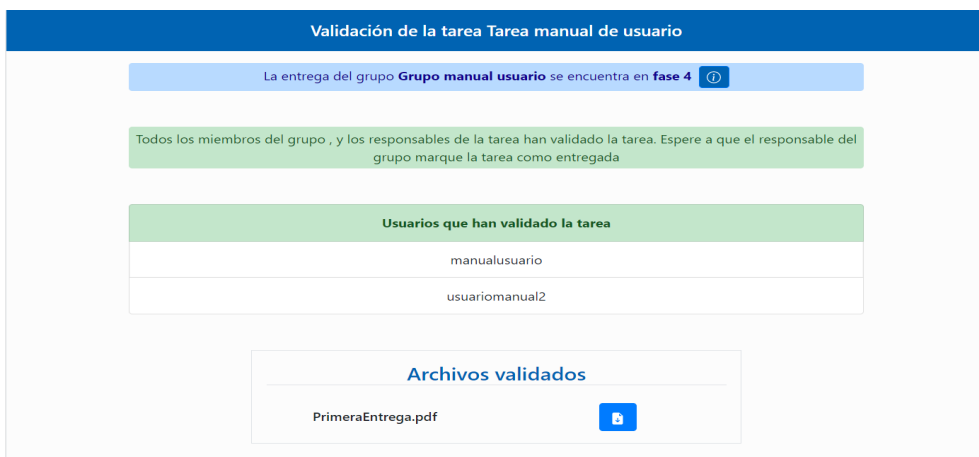 Validación de la tarea Tarea manual de usuario
La entrega del grupo Grupo manual usuario se encuentra en fase 4
Todos los miembros del grupo , y los responsables de la tarea han validado la tarea. Espere a que el responsable del
grupo marque la tarea como entregada
Usuarios que han validado la tarea
manualusuario
usuariomanual2
Archivos validados
PrimeraEntrega.pdf